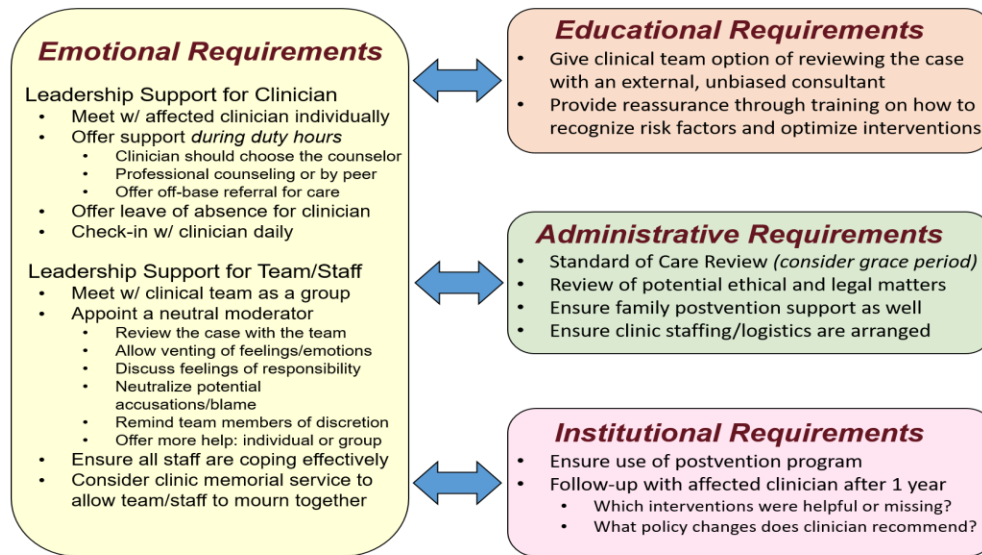 Emotional Requirements
Leadership Support for Clinician
• Meet w/ affected clinician individually
• Offer support during duty hours
• Clinician should choose the counselor
• Professional counseling or by peer
• Offer off-base referral for care
• Offer leave of absence for clinician
• Check-in w/ clinician daily
Leadership Support for Team/Staff
• Meet w/ clinical team as a group
• Appoint a neutral moderator
• Review the case with the team
• Allow venting of feelings/emotions
• Discuss feelings of responsibility
• Neutralize potential
accusations/blame
• Remind team members of discretion
• Offer more help: individual or group
• Ensure all staff are coping effectively
• Consider clinic memorial service to
allow team/staff to mourn together
Educational Requirements
• Give clinical team option of reviewing the case
with an external, unbiased consultant
• Provide reassurance through training on how to
recognize risk factors and optimize interventions
Administrative Requirements
• Standard of Care Review (consider grace period)
• Review of potential ethical and legal matters
• Ensure family postvention support as well
• Ensure clinic staffing/logistics are arranged
Institutional Requirements
• Ensure use of postvention program
• Follow-up with affected clinician after 1 year
• Which interventions were helpful or missing?
• What policy changes does clinician recommend?